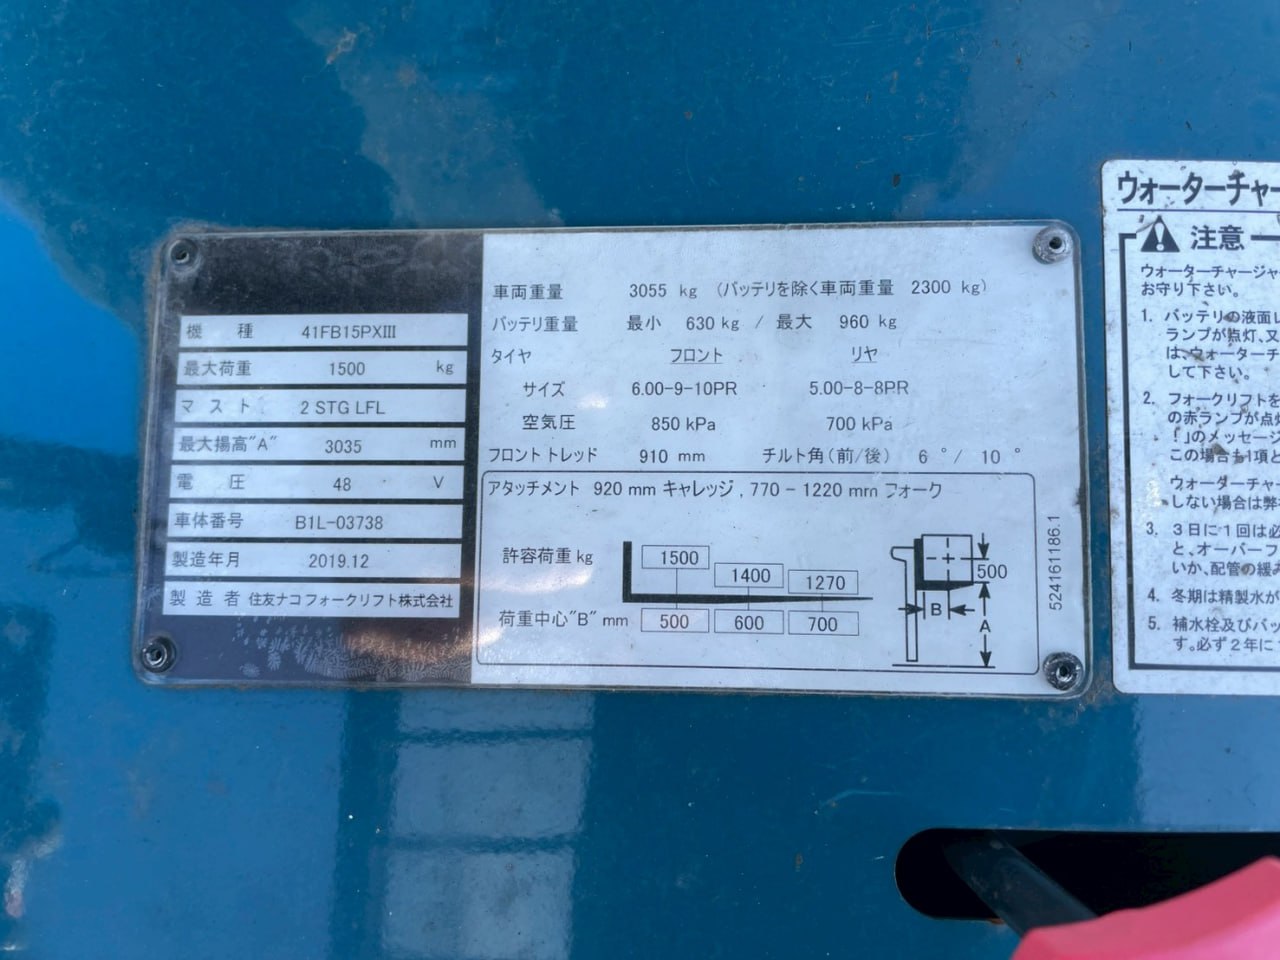 機 種 41FB15PXIII
最大荷重 1500 kg
マスト 2 STG LFL
最大揚高"A" 3035 mm
電 圧 48 V
車体番号 B1L-03738
製造年月 2019.12
製造者 住友ナコ フォークリフト株式会社
車両重量 3055 kg (バッテリを除く車両重量 2300 kg)
バッテリ重量 最小 630 kg / 最大 960 kg
タイヤ フロント リヤ
サイズ 6.00-9-10PR 5.00-8-8PR
空気圧 850 kPa 700 kPa
フロントトレッド 910 mm チルト角(前/後) 6 ° / 10 °
アタッチメント 920 mm キャレッジ , 770 - 1220 mm フォーク
許容荷重 kg 1500 1400 1270
荷重中心"B" mm 500 600 700
500
B
A
524161186.1
ウォーターチャー
注意
ウォーターチャージャ
お守り下さい。
1. バッテリの液面レ
ランプが点灯、又
は、ウォーターチ
して下さい。
2. フォークリフトを
の赤ランプが点灯
!」のメッセージ
この場合も1項と
ウォーターチャー
しない場合は弊
3. 3日に1回は必
と、オーバーフ
いか、配管の緩み
4. 冬期は精製水が
5. 補水栓及びバッ
す。必ず2年に